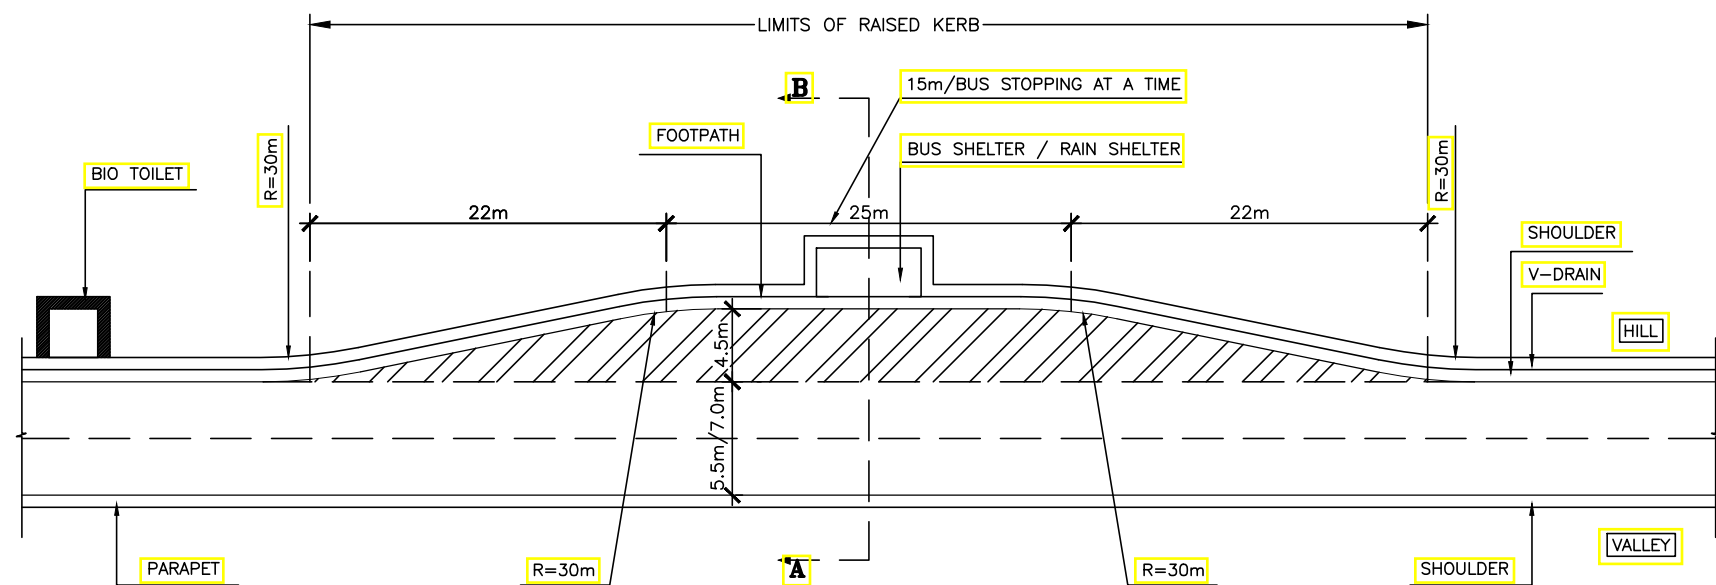 LIMITS OF RAISED KERB
B
15m/BUS STOPPING AT A TIME
FOOTPATH
BUS SHELTER / RAIN SHELTER
R=30m
R=30m
BIO TOILET
22m
25m
22m
SHOULDER
V-DRAIN
HILL
4.5m
5.5m/7.0m
VALLEY
PARAPET
R=30m
A
R=30m
SHOULDER